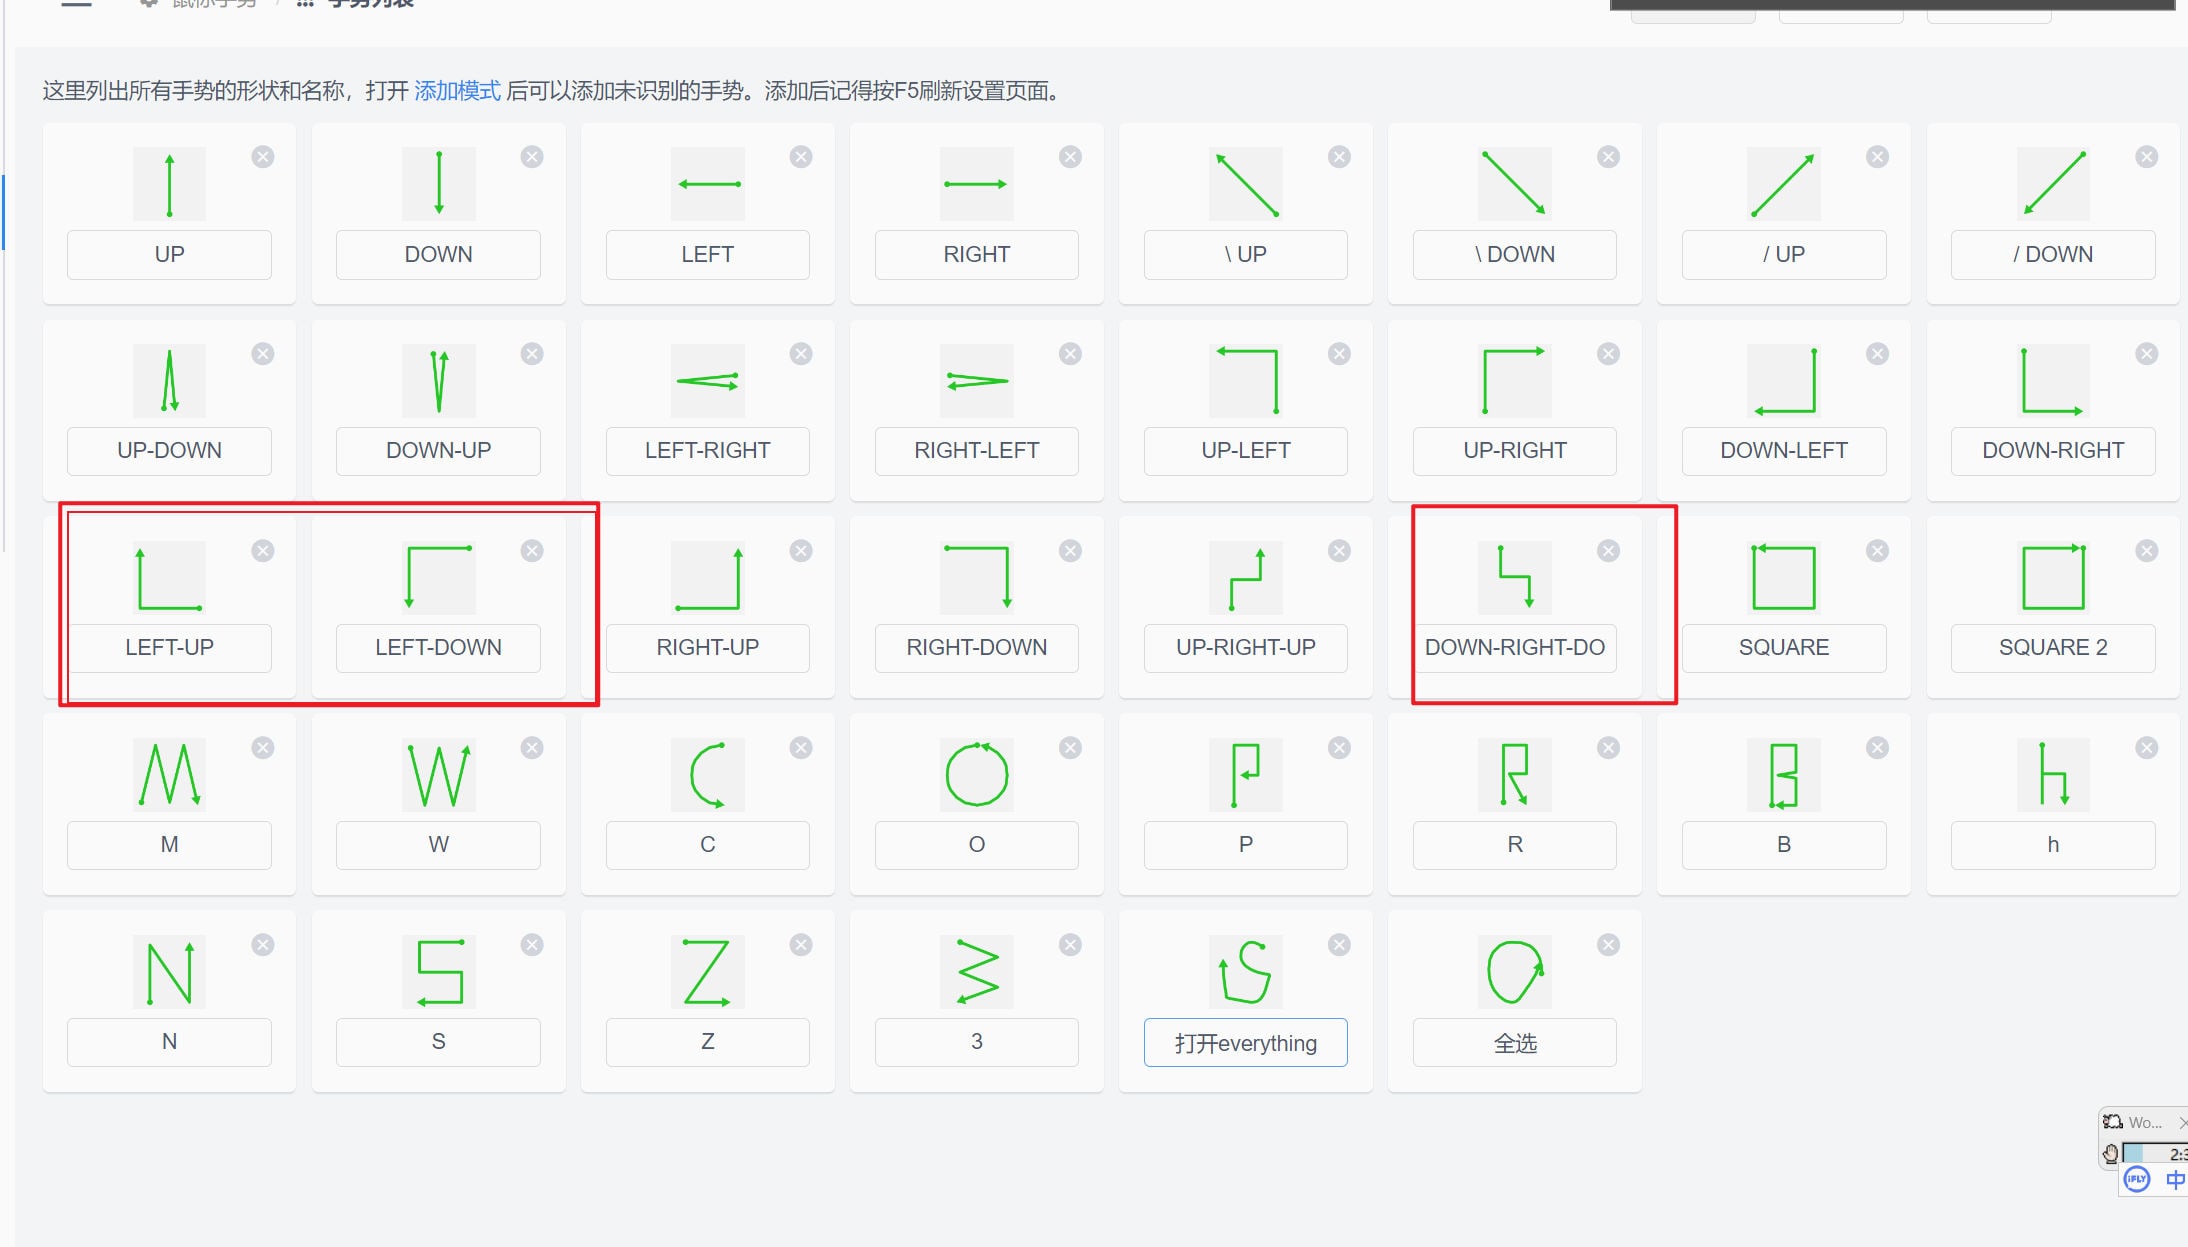 鼠标手势 / 手势列表
这里列出所有手势的形状和名称，打开 添加模式 后可以添加未识别的手势。添加后记得按F5刷新设置页面。
UP DOWN LEFT RIGHT \ UP \ DOWN / UP / DOWN
UP-DOWN DOWN-UP LEFT-RIGHT RIGHT-LEFT UP-LEFT UP-RIGHT DOWN-LEFT DOWN-RIGHT
LEFT-UP LEFT-DOWN RIGHT-UP RIGHT-DOWN UP-RIGHT-UP DOWN-RIGHT-DO SQUARE SQUARE 2
M W C O P R B h
N S Z 3 打开everything 全选
Wo...
2:3
iFLY 中